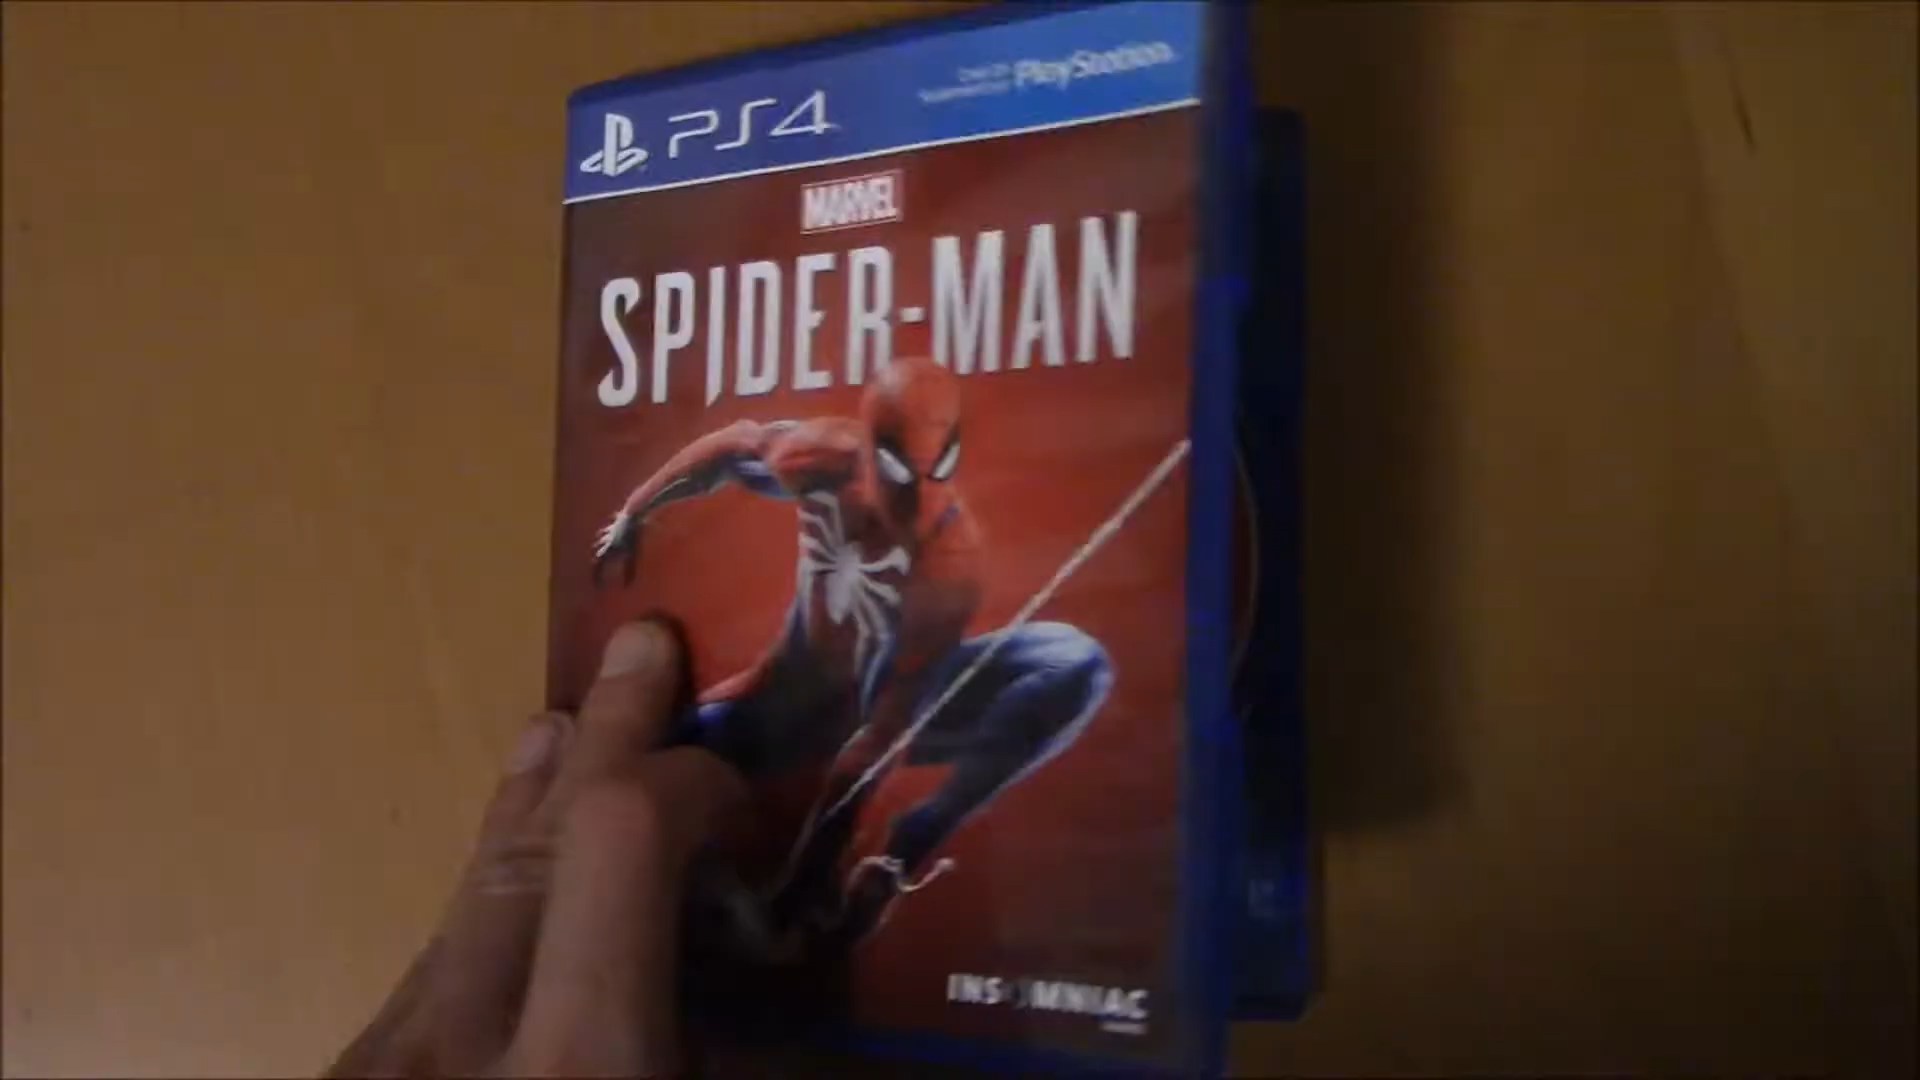 PS4
PlayStation
MARVEL
SPIDER-MAN
INSOMNIAC